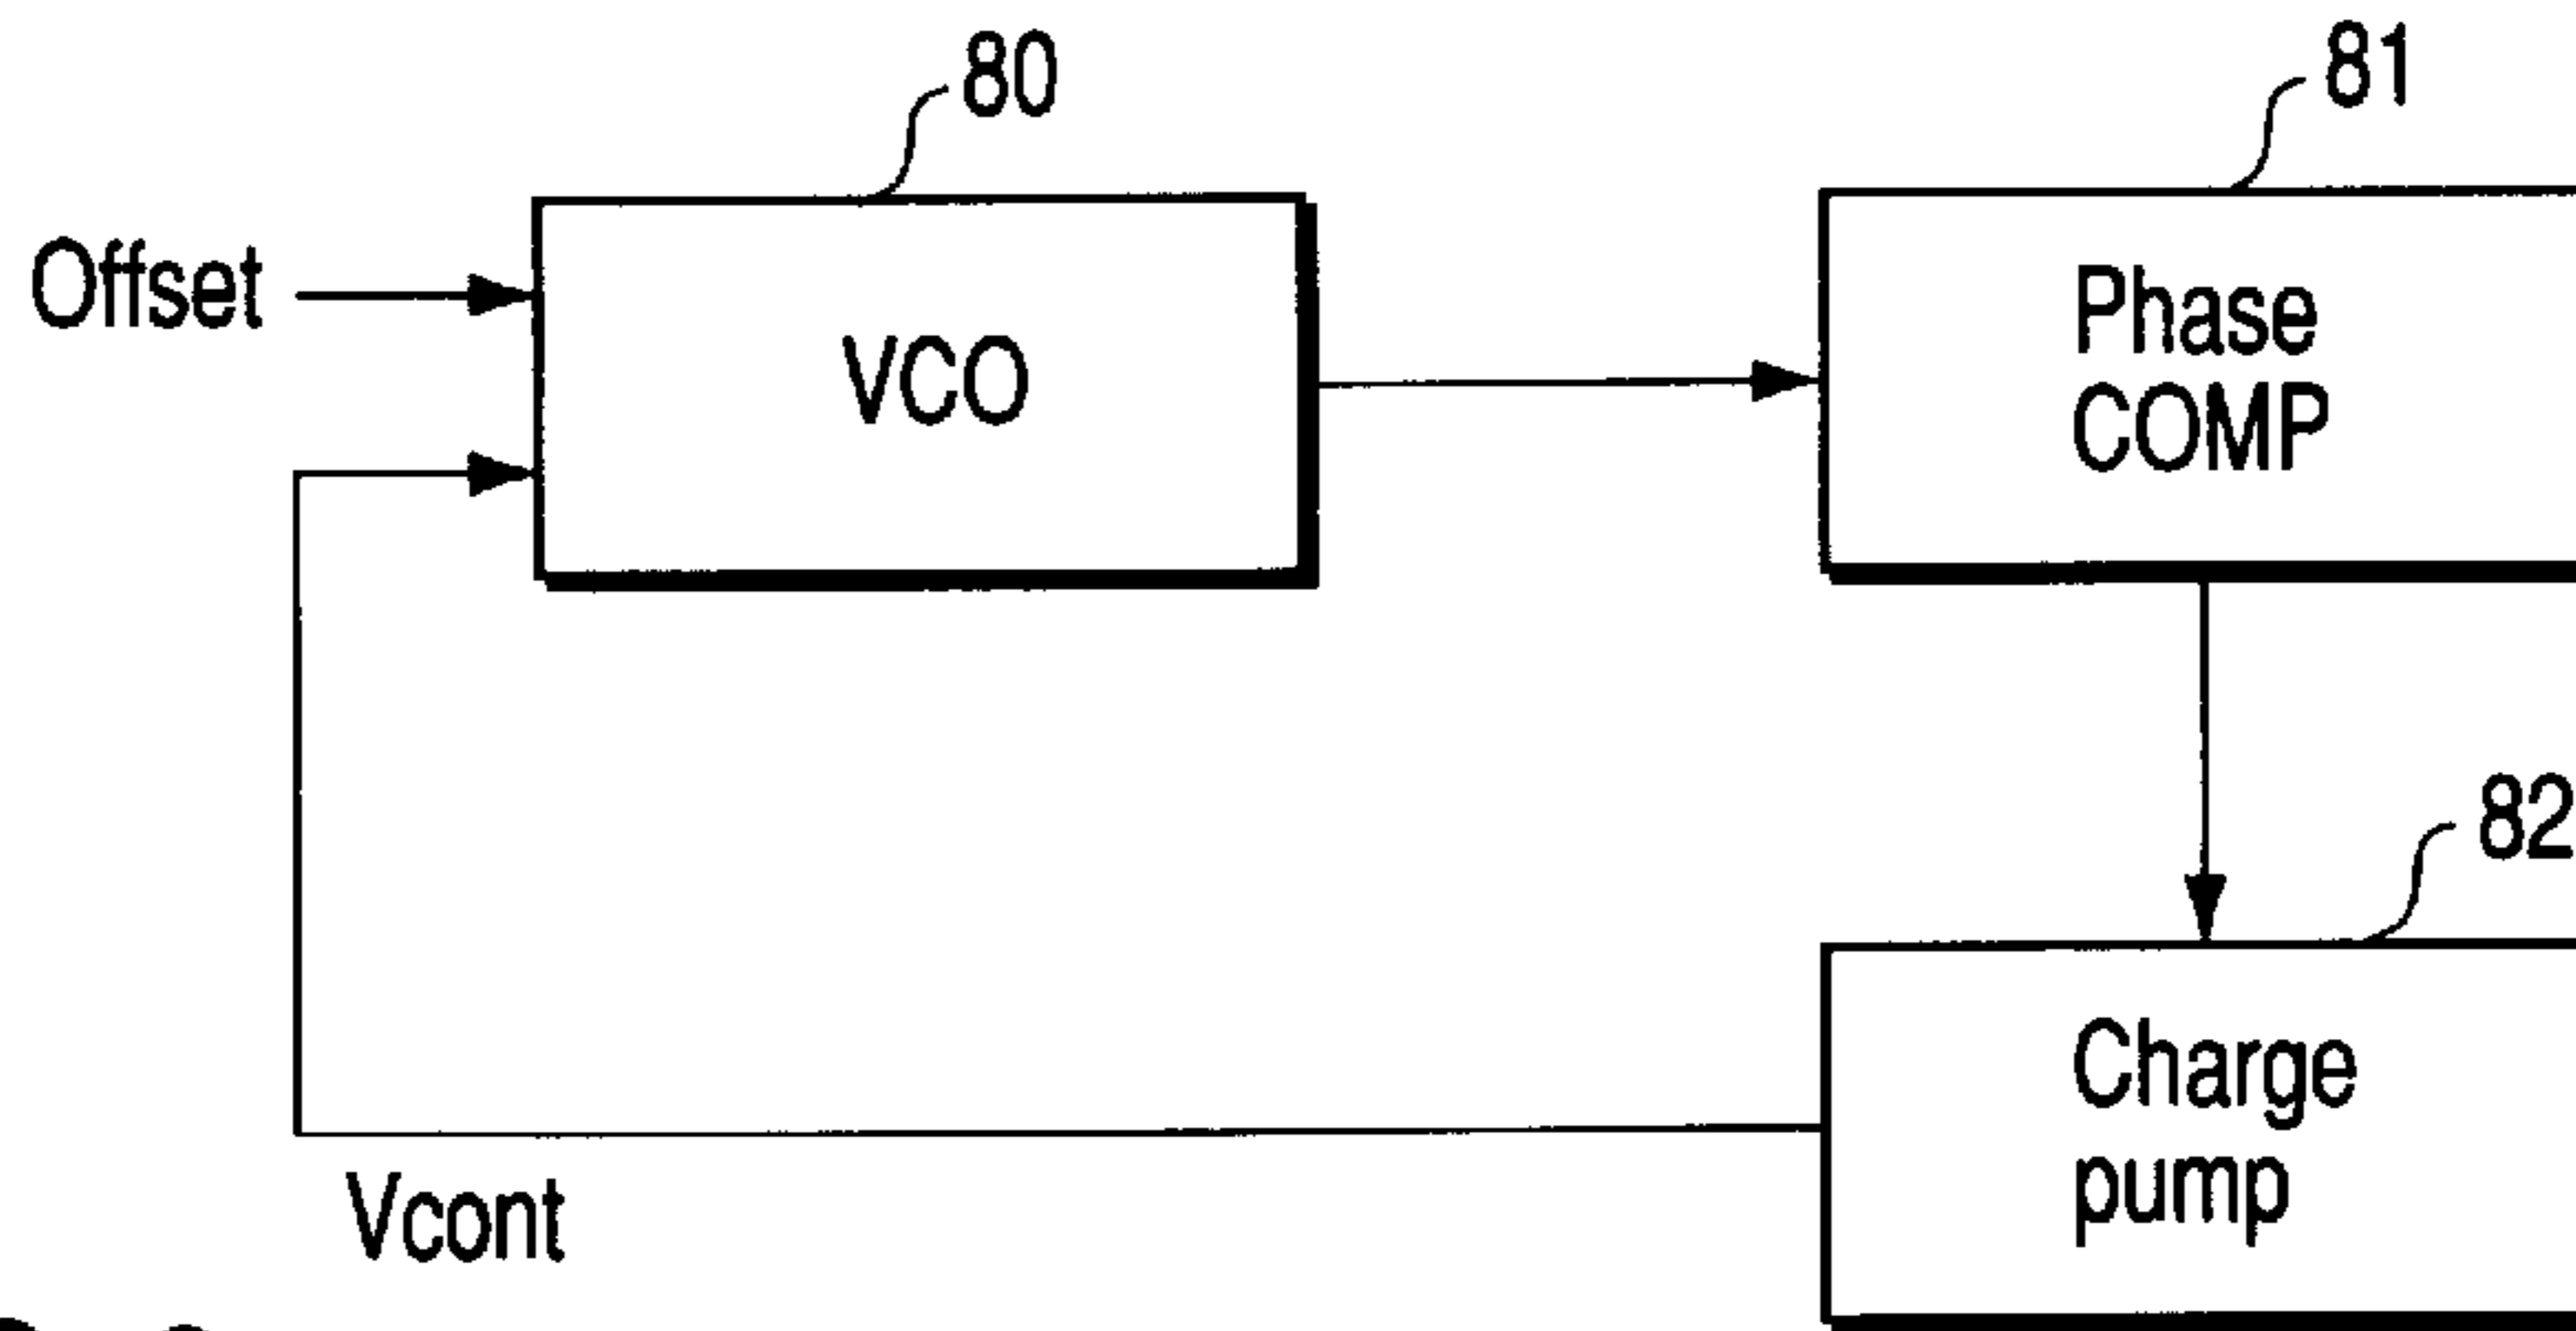 80
81
Offset
VCO
Phase
COMP
82
Charge
pump
Vcont